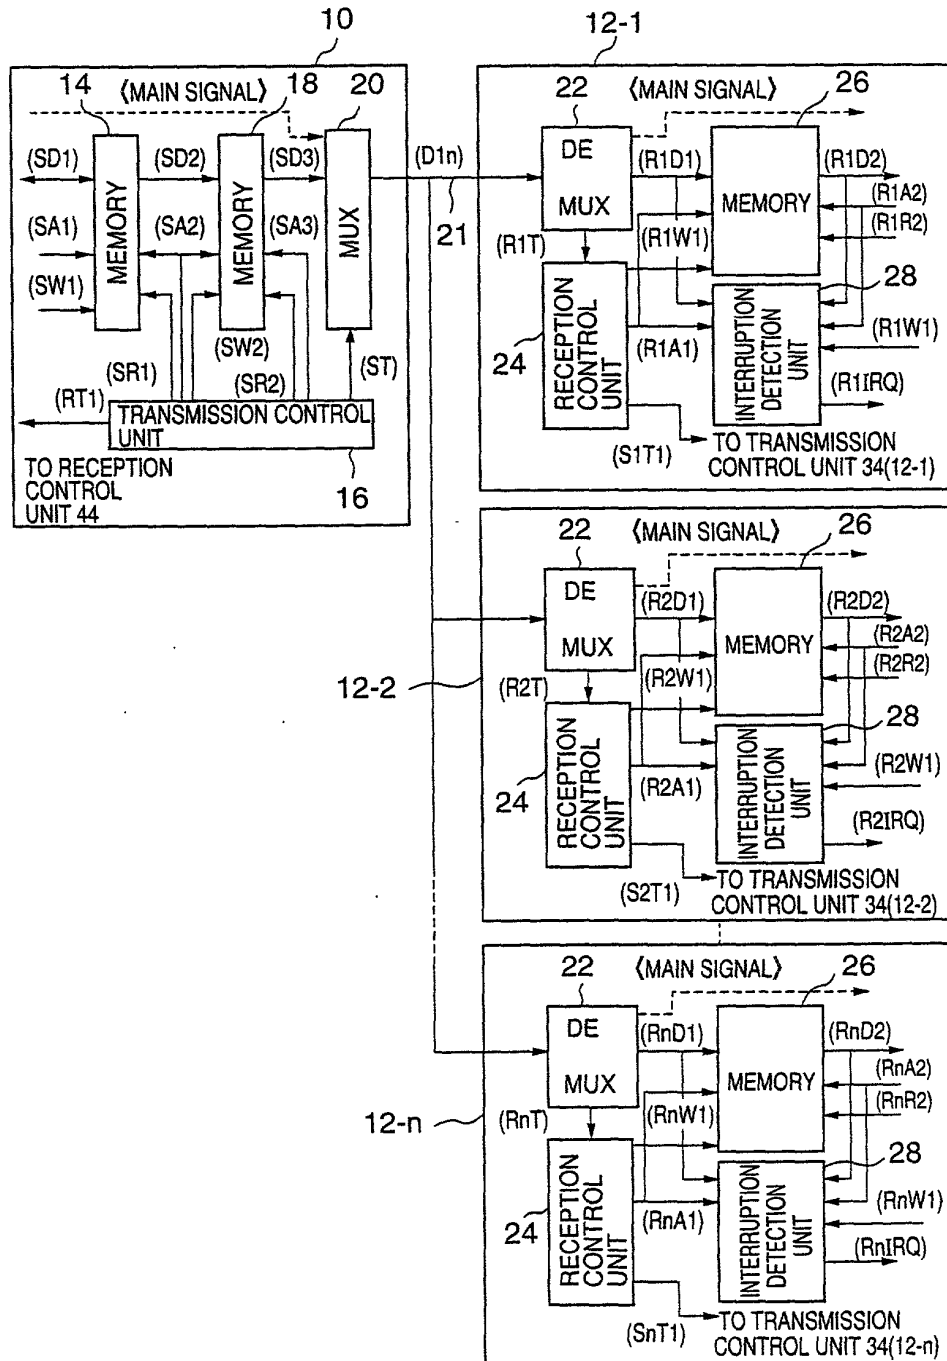 10
14
《MAIN SIGNAL》
18
20
(SD1)
(SD2)
(SD3)
(D1n)
MEMORY
MEMORY
MUX
(SA1)
(SA2)
(SA3)
21
(SW1)
(SW2)
(SR1)
(SR2)
(ST)
(RT1)
TRANSMISSION CONTROL
UNIT
TO RECEPTION
CONTROL
UNIT 44
16
12-1
22
《MAIN SIGNAL》
26
DE
MUX
(R1D1)
MEMORY
(R1D2)
(R1A2)
(R1R2)
(R1T)
(R1W1)
28
24
RECEPTION
CONTROL
UNIT
(R1A1)
INTERRUPTION
DETECTION
UNIT
(R1W1)
(R1IRQ)
(S1T1)
TO TRANSMISSION
CONTROL UNIT 34(12-1)
12-2
22
《MAIN SIGNAL》
26
DE
MUX
(R2D1)
MEMORY
(R2D2)
(R2A2)
(R2R2)
(R2T)
(R2W1)
28
24
RECEPTION
CONTROL
UNIT
(R2A1)
INTERRUPTION
DETECTION
UNIT
(R2W1)
(R2IRQ)
(S2T1)
TO TRANSMISSION
CONTROL UNIT 34(12-2)
12-n
22
《MAIN SIGNAL》
26
DE
MUX
(RnD1)
MEMORY
(RnD2)
(RnA2)
(RnR2)
(RnT)
(RnW1)
28
24
RECEPTION
CONTROL
UNIT
(RnA1)
INTERRUPTION
DETECTION
UNIT
(RnW1)
(RnIRQ)
(SnT1)
TO TRANSMISSION
CONTROL UNIT 34(12-n)